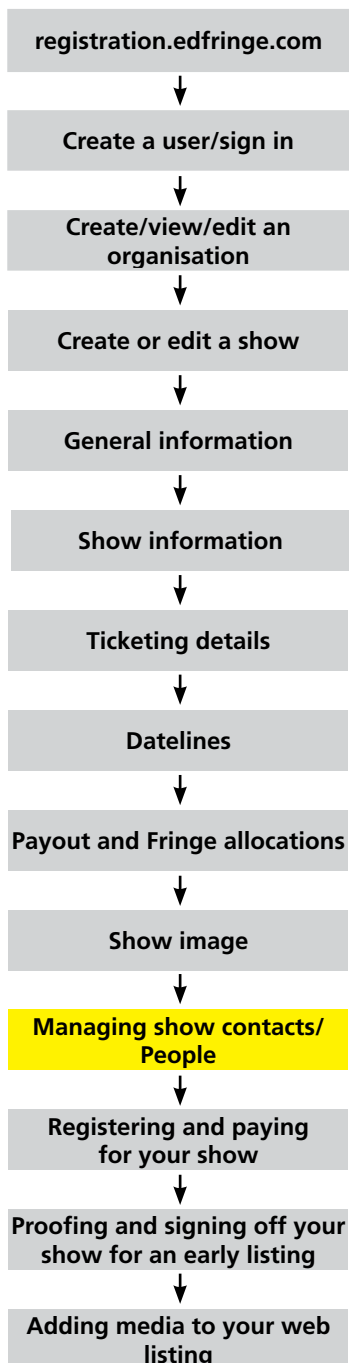 registration.edfringe.com
Create a user/sign in
Create/view/edit an
organisation
Create or edit a show
General information
Show information
Ticketing details
Datelines
Payout and Fringe allocations
Show image
Managing show contacts/
People
Registering and paying
for your show
Proofing and signing off your
show for an early listing
Adding media to your web
listing